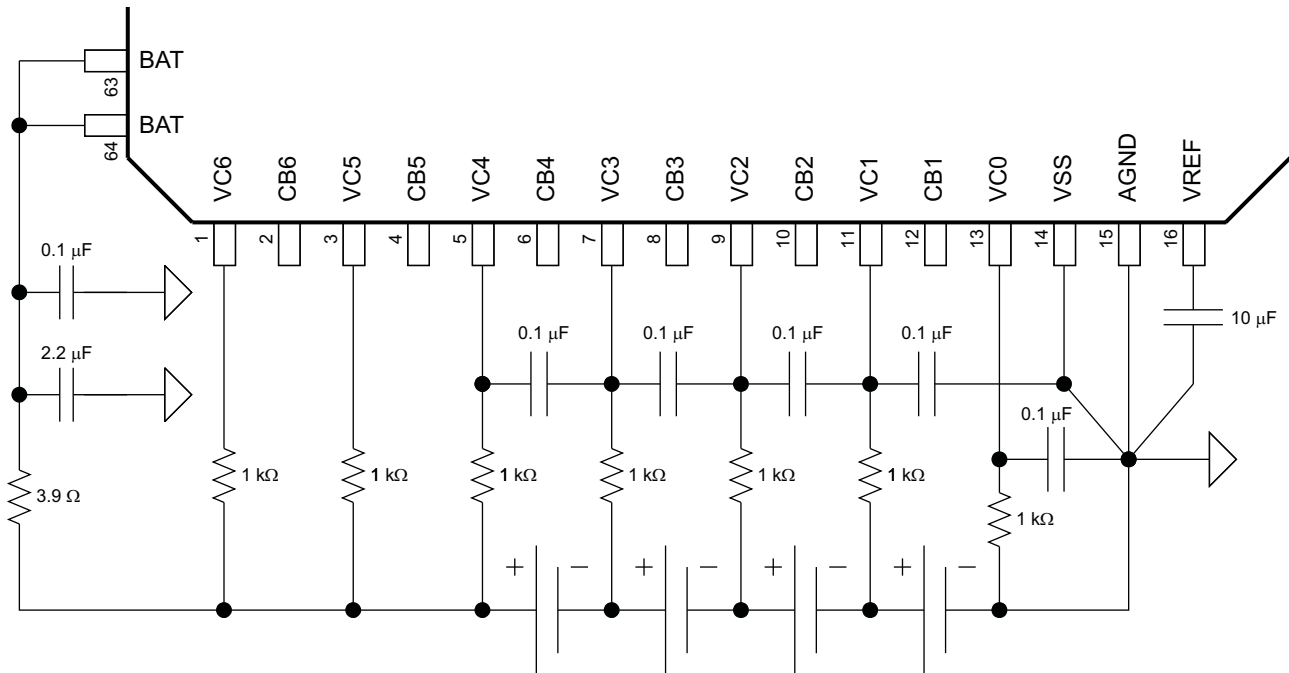 BAT
63
BAT
64
VC6
CB6
VC5
CB5
VC4
CB4
VC3
CB3
VC2
CB2
VC1
CB1
VC0
VSS
AGND
VREF
1
2
3
4
5
6
7
8
9
10
11
12
13
14
15
16
0.1 μF
10 μF
0.1 μF
0.1 μF
0.1 μF
0.1 μF
2.2 μF
0.1 μF
1 kΩ
1 kΩ
1 kΩ
1 kΩ
1 kΩ
1 kΩ
3.9 Ω
1 kΩ
+ − + − + − + −